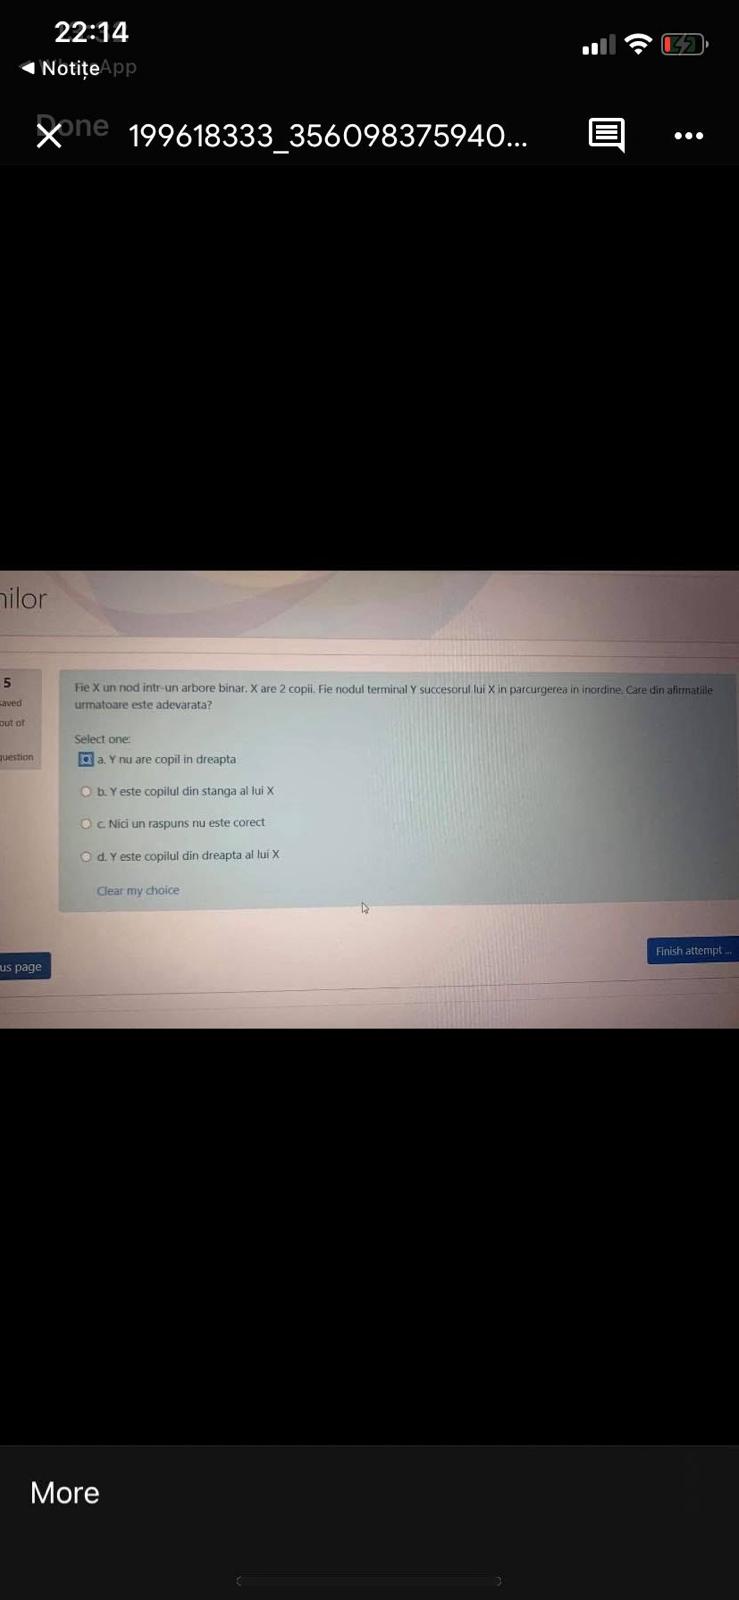 22:14
◀ Notițe App
Done
199618333_356098375940...
nilor
5
saved
out of
question
Fie X un nod intr-un arbore binar. X are 2 copii. Fie nodul terminal Y succesorul lui X in parcurgerea in inordine. Care din afirmatiile
urmatoare este adevarata?
Select one:
a. Y nu are copil in dreapta
b. Y este copilul din stanga al lui X
c. Nici un raspuns nu este corect
d. Y este copilul din dreapta al lui X
Clear my choice
Finish attempt ...
us page
More